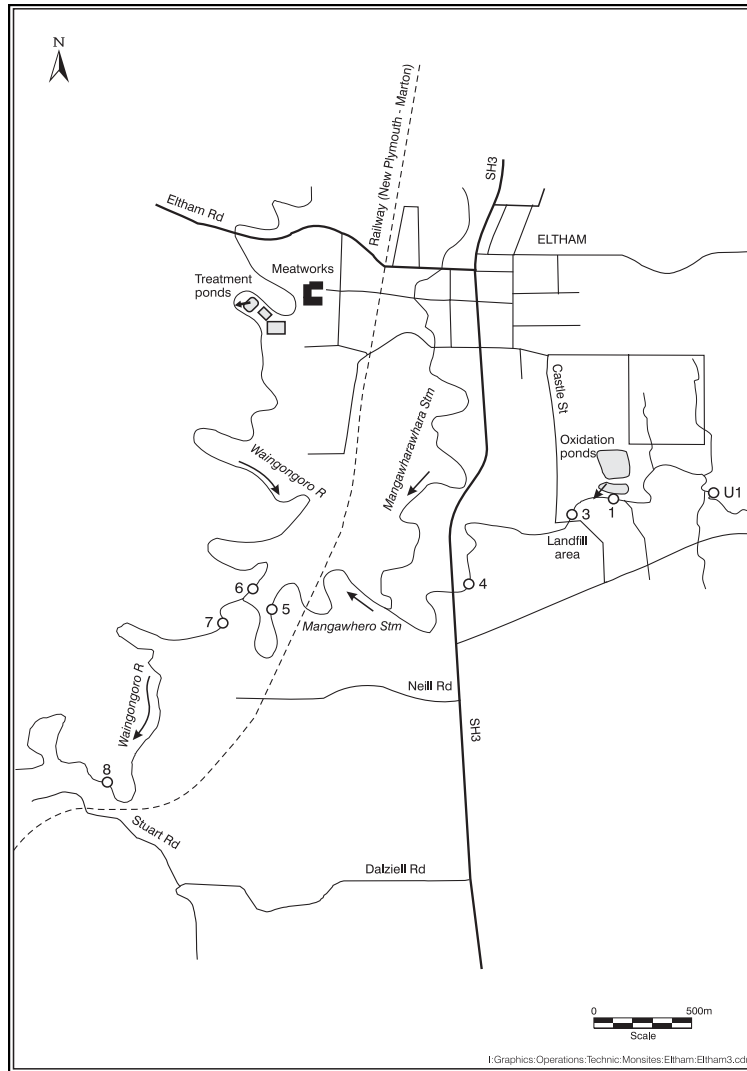 N
Railway (New Plymouth - Marton)
SH3
Eltham Rd
ELTHAM
Treatment
ponds
Meatworks
Castle St
Mangawharawhara Stm
Waingongoro R
Oxidation
ponds
U1
1
3
Landfill
area
4
6
5
7
Mangawhero Stm
Waingongoro R
Neill Rd
SH3
8
Stuart Rd
Dalziell Rd
0
500m
Scale
I:Graphics:Operations:Technic:Monsites:Eltham:Eltham3.cdr